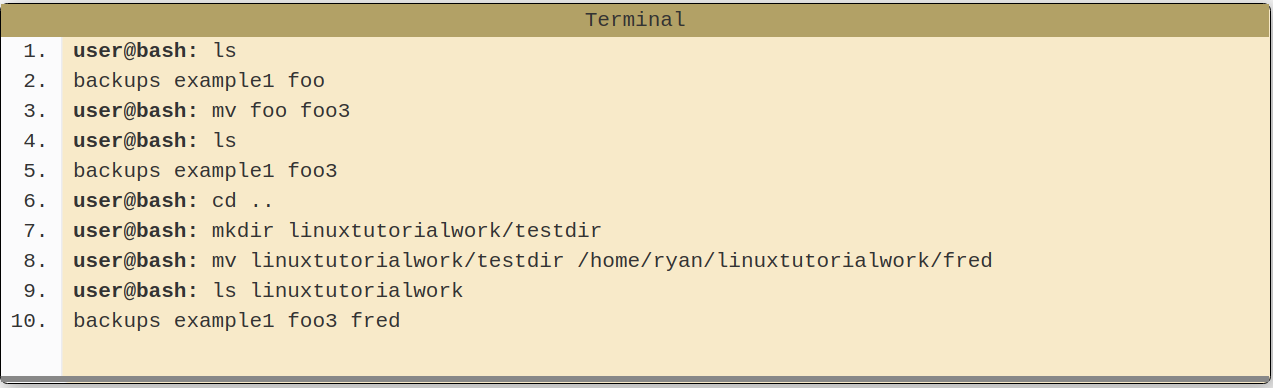 Terminal
1. user@bash: ls
2. backups example1 foo
3. user@bash: mv foo foo3
4. user@bash: ls
5. backups example1 foo3
6. user@bash: cd ..
7. user@bash: mkdir linuxtutorialwork/testdir
8. user@bash: mv linuxtutorialwork/testdir /home/ryan/linuxtutorialwork/fred
9. user@bash: ls linuxtutorialwork
10. backups example1 foo3 fred